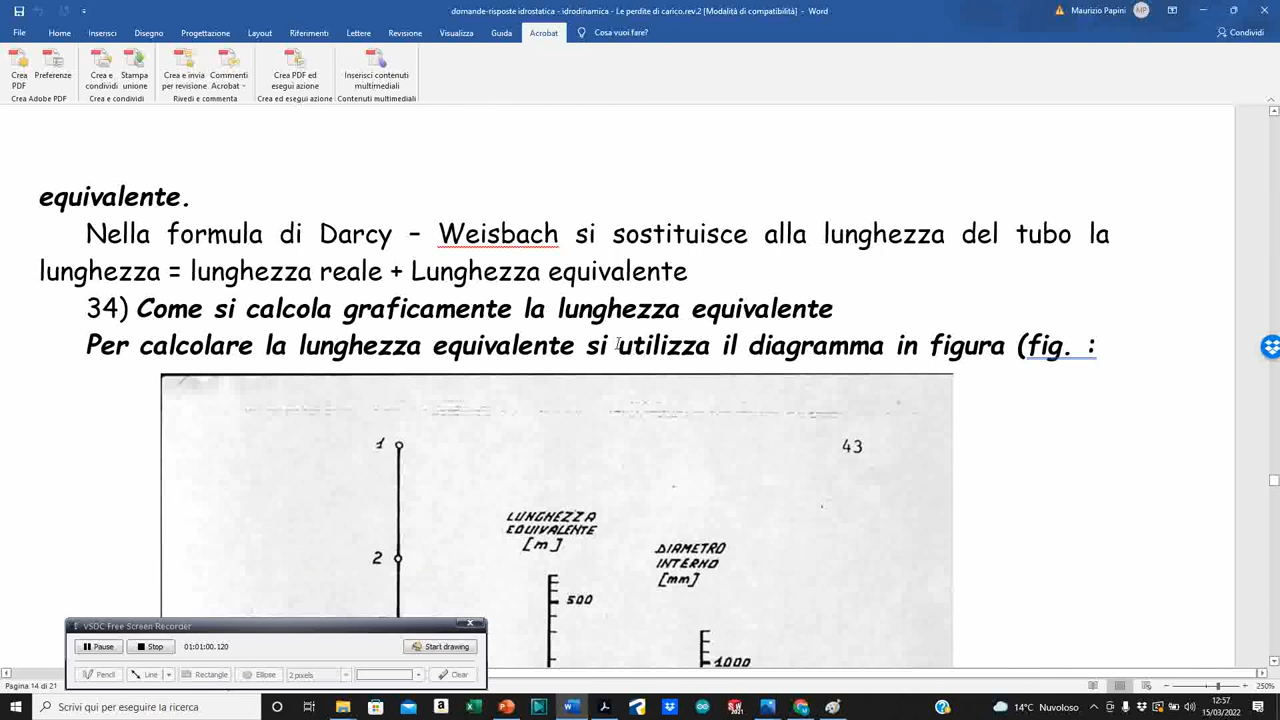 domande-risposte idrostatica - idrodinamica - Le perdite di carico.rev.2 [Modalità di compatibilità] - Word
Maurizio Papini
MP
File Home Inserisci Disegno Progettazione Layout Riferimenti Lettere Revisione Visualizza Guida Acrobat Cosa vuoi fare?
Condividi
Crea PDF
Preferenze
Crea e condividi
Stampa unione
Crea e invia per revisione
Commenti Acrobat
Crea PDF ed esegui azione
Inserisci contenuti multimediali
Crea Adobe PDF
Crea e condividi
Rivedi e commenta
Crea ed esegui azione
Contenuti multimediali
equivalente.
Nella formula di Darcy – Weisbach si sostituisce alla lunghezza del tubo la
lunghezza = lunghezza reale + Lunghezza equivalente
34) Come si calcola graficamente la lunghezza equivalente
Per calcolare la lunghezza equivalente si utilizza il diagramma in figura (fig. :
1
43
LUNGHEZZA
EQUIVALENTE
[m]
DIAMETRO
INTERNO
[mm]
2
500
1000
VSDC Free Screen Recorder
Pause
Stop
01:01:00.120
Start drawing
Pencil
Line
Rectangle
Ellipse
2 pixels
Clear
Pagina 14 di 21
250%
Scrivi qui per eseguire la ricerca
14°C Nuvoloso
12:57
15/03/2022